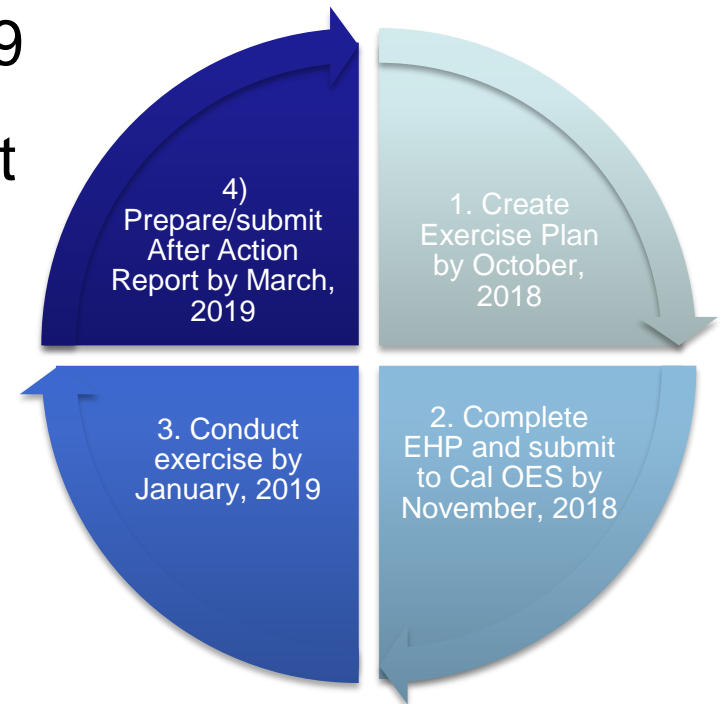 9
t
1. Create
Exercise Plan
by October,
2018
2. Complete
EHP and submit
to Cal OES by
November, 2018
3. Conduct
exercise by
January, 2019
4)
Prepare/submit
After Action
Report by March,
2019